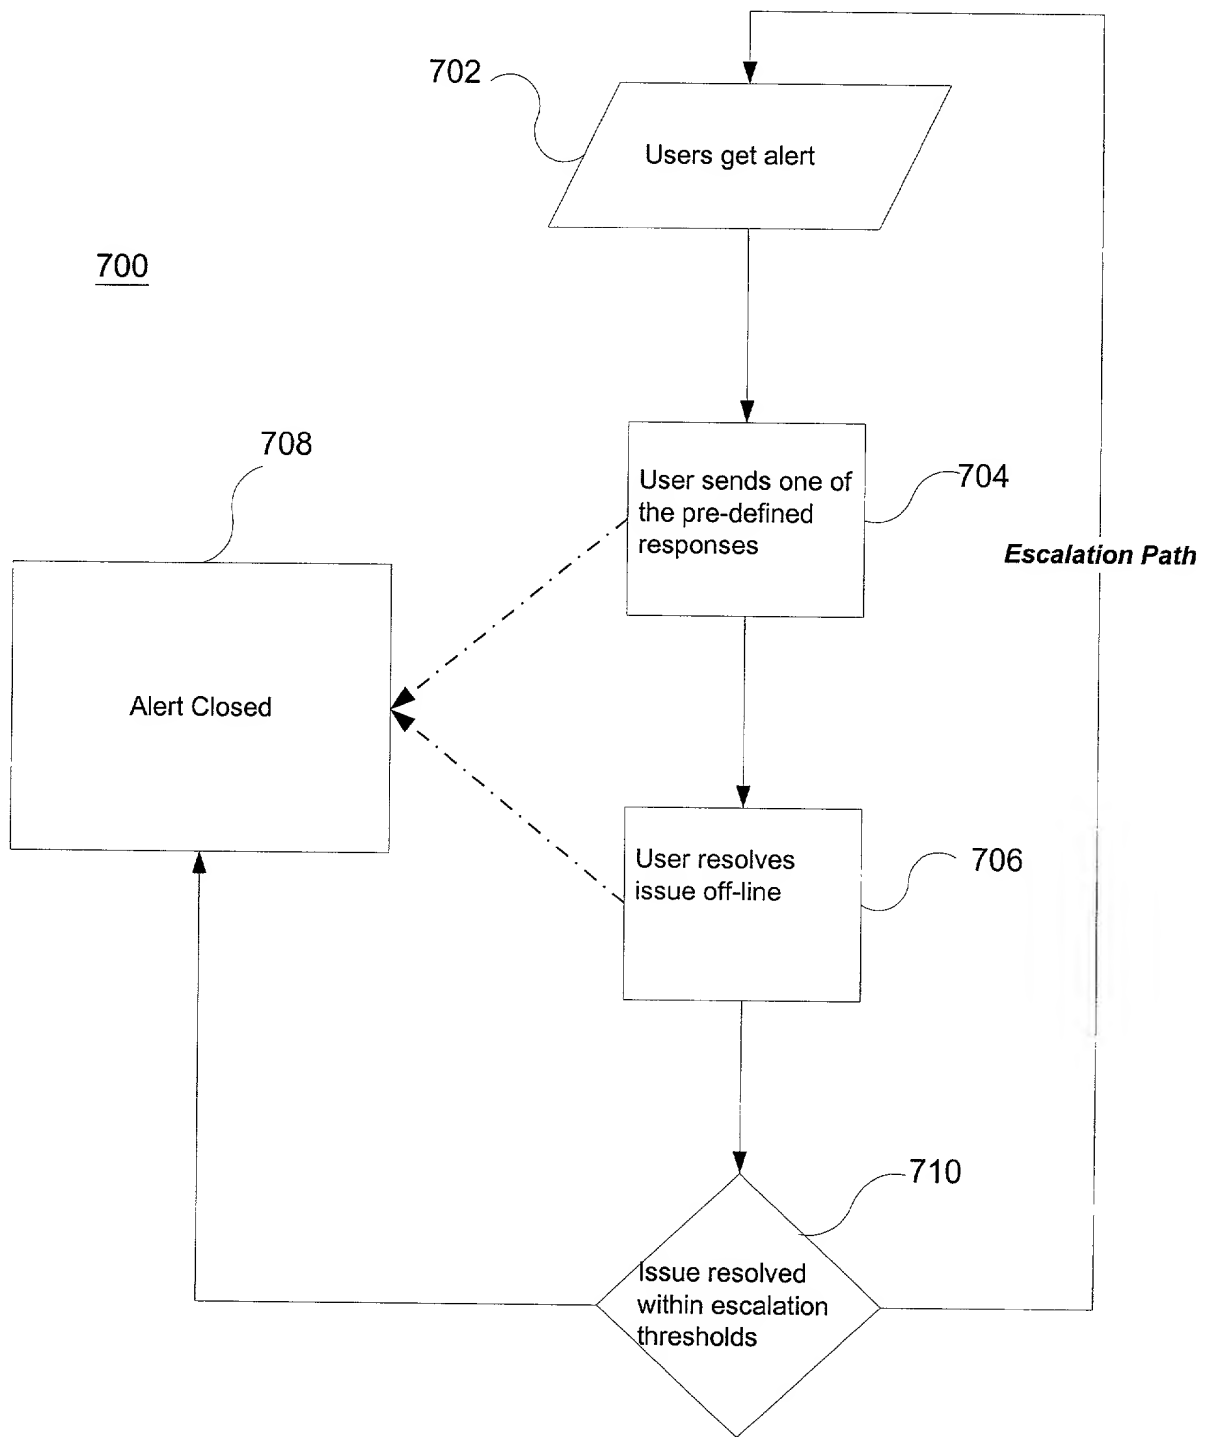 702
Users get alert
700
708
User sends one of
the pre-defined
responses
704
Escalation Path
Alert Closed
User resolves
issue off-line
706
710
Issue resolved
within escalation
thresholds